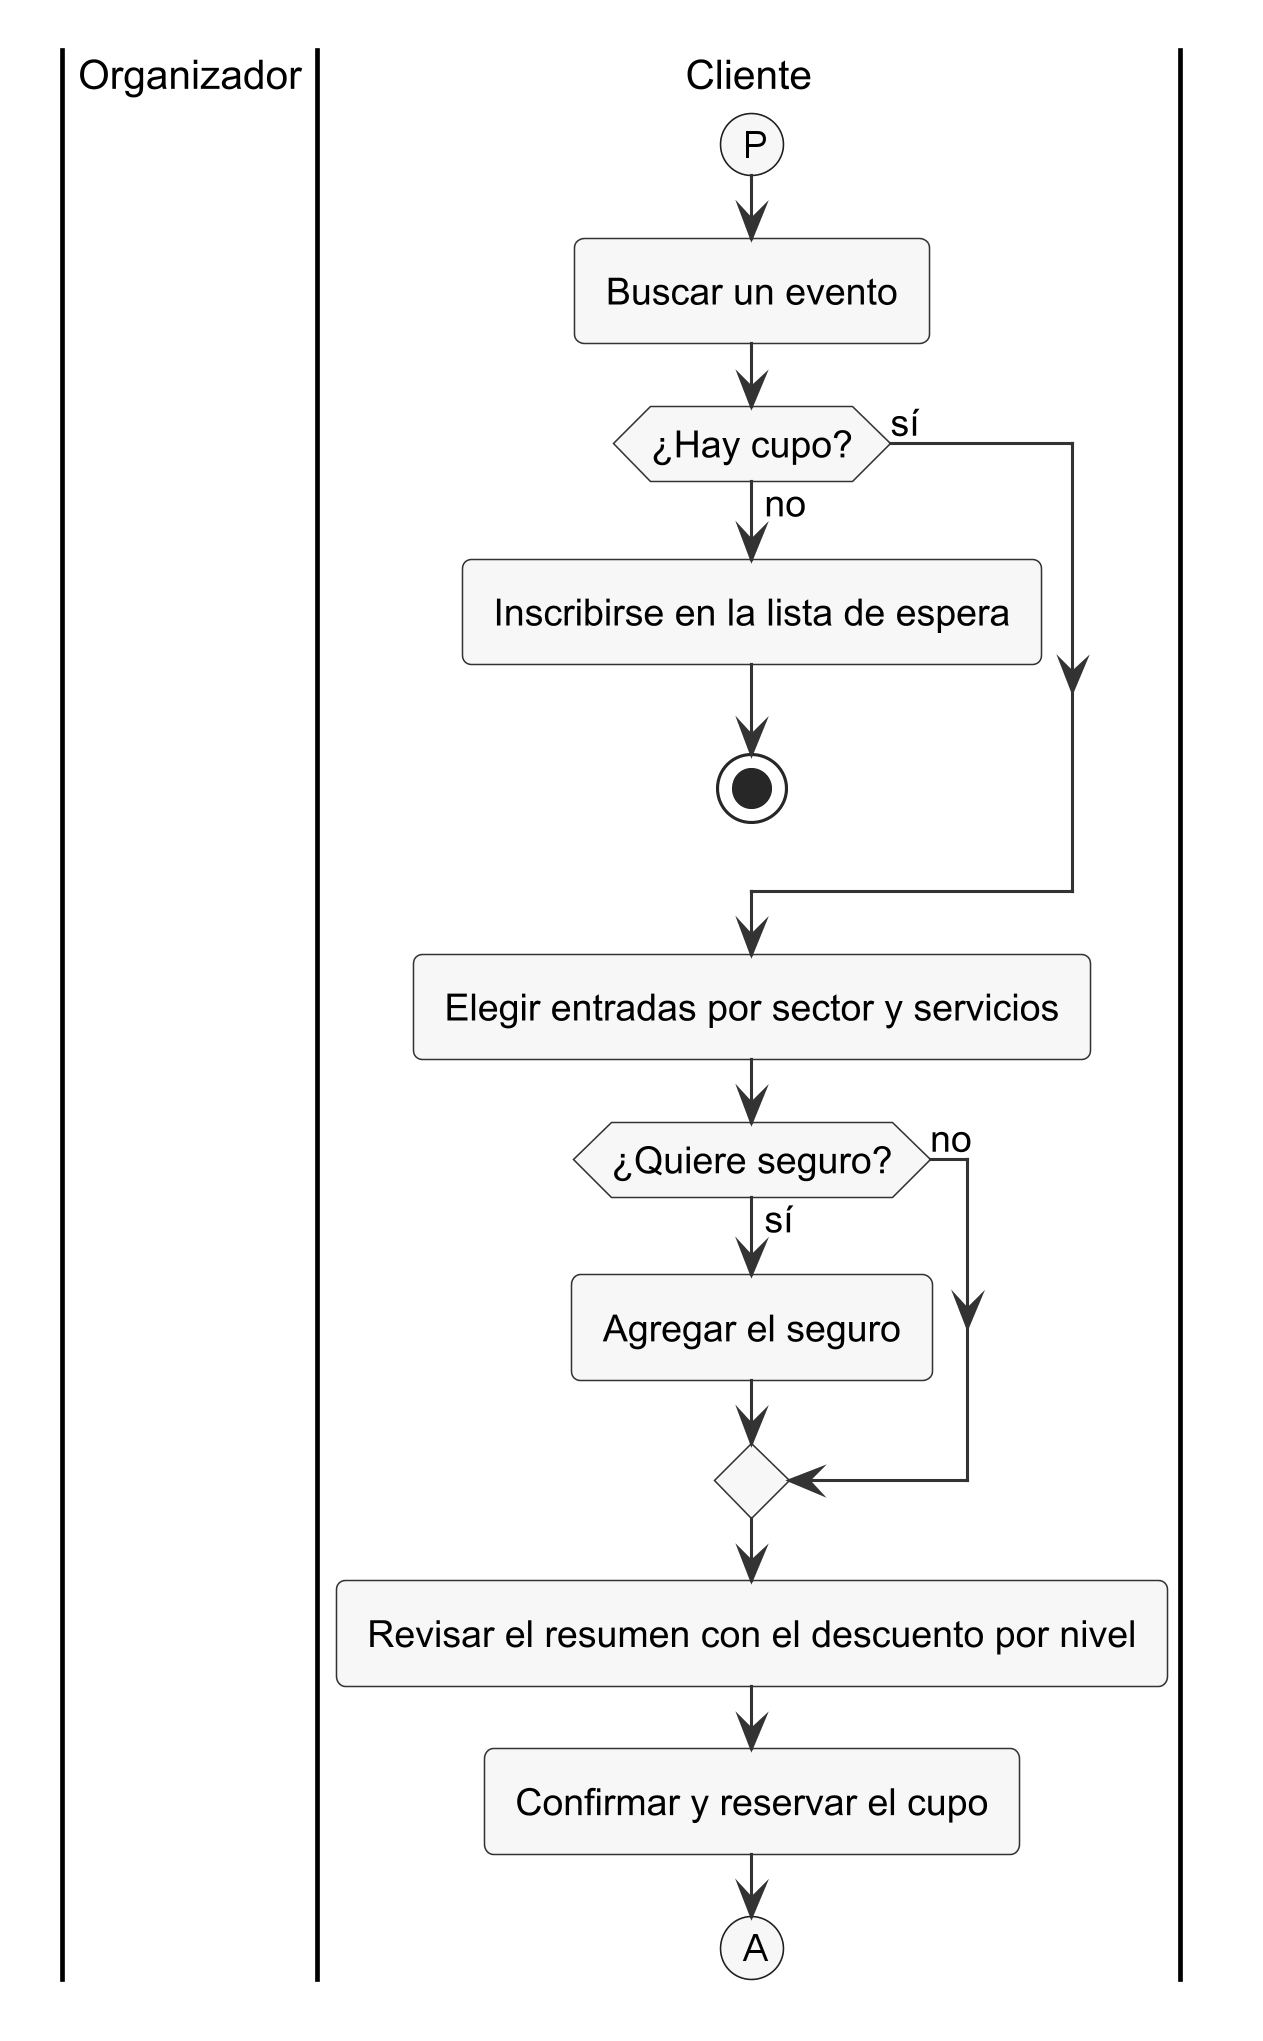 Organizador
Cliente
P
Buscar un evento
¿Hay cupo?
sí
no
Inscribirse en la lista de espera
Elegir entradas por sector y servicios
¿Quiere seguro?
no
sí
Agregar el seguro
Revisar el resumen con el descuento por nivel
Confirmar y reservar el cupo
A